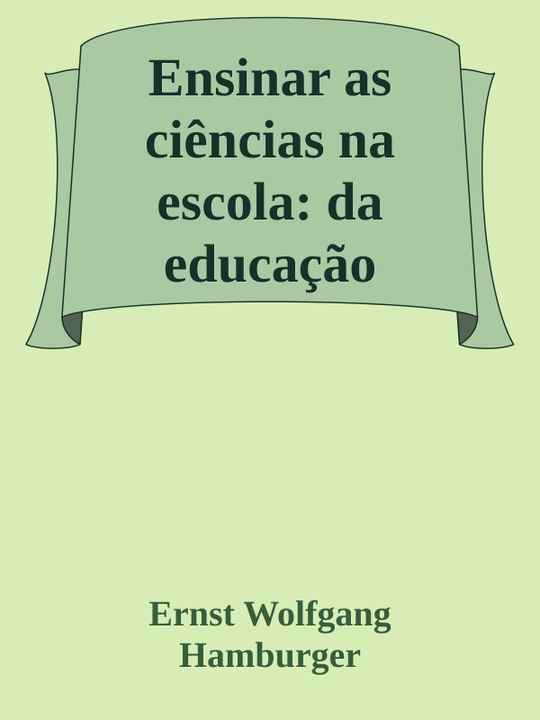 Ensinar as
ciências na
escola: da
educação
Ernst Wolfgang
Hamburger